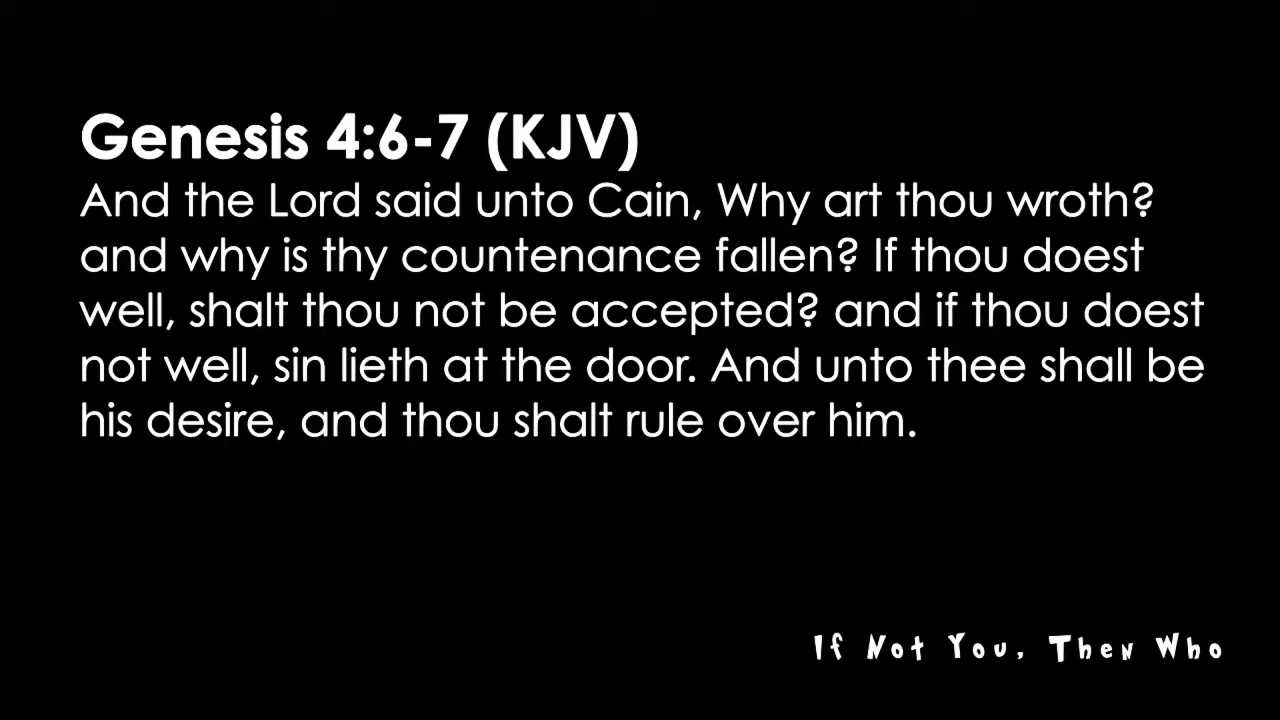 Genesis 4:6-7 (KJV)
And the Lord said unto Cain, Why art thou wroth?
and why is thy countenance fallen? If thou doest
well, shalt thou not be accepted? and if thou doest
not well, sin lieth at the door. And unto thee shall be
his desire, and thou shalt rule over him.
If Not You, Then Who